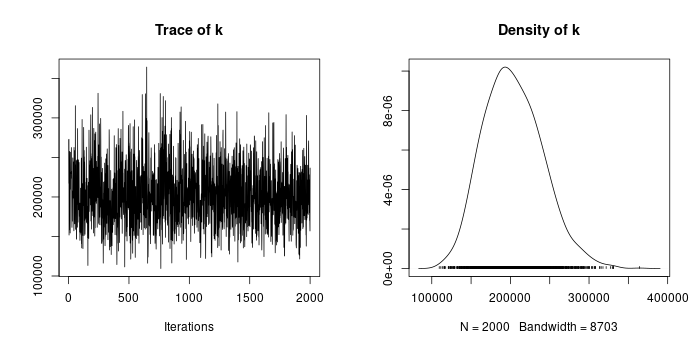 Trace of k
300000
200000
100000
0 500 1000 1500 2000
Iterations
Density of k
8e-06
4e-06
0e+00
100000 200000 300000 400000
N = 2000 Bandwidth = 8703